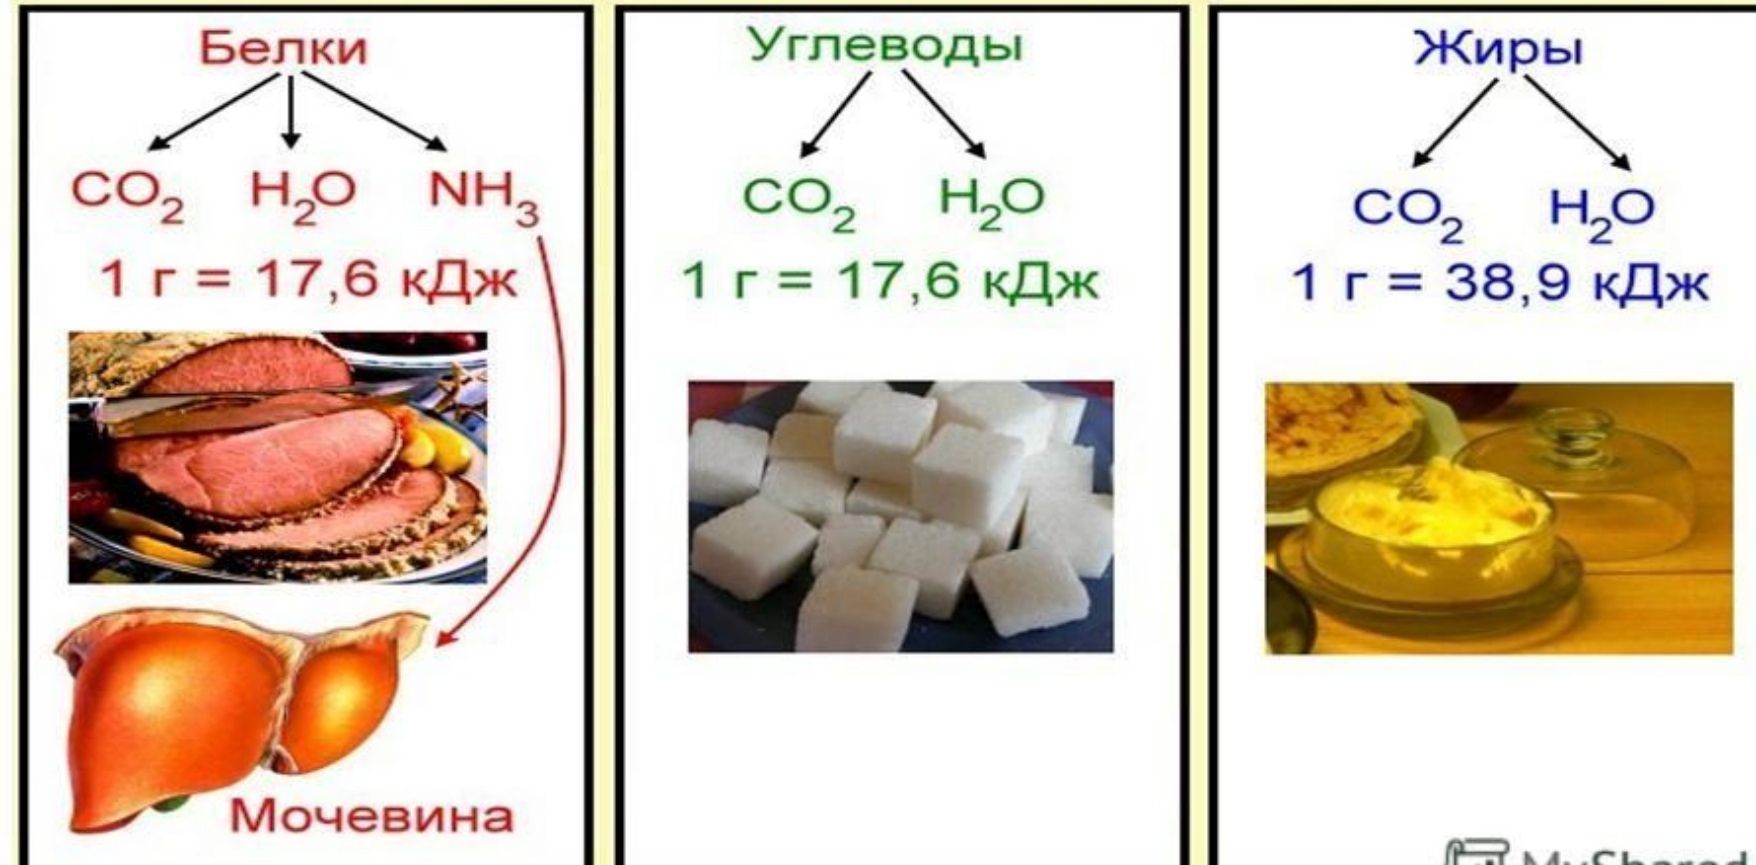 Белки
CO₂ H₂O NH₃
1 г = 17,6 кДж
Мочевина
Углеводы
CO₂ H₂O
1 г = 17,6 кДж
Жиры
CO₂ H₂O
1 г = 38,9 кДж
MyShared